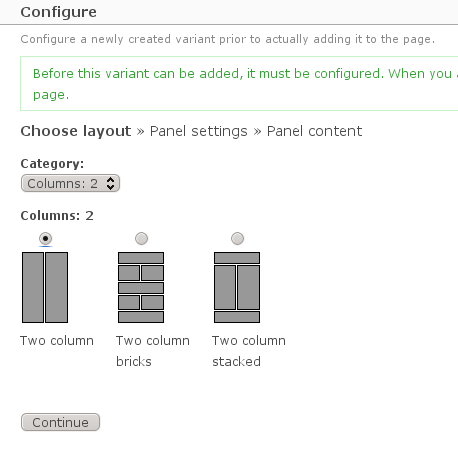 Configure
Configure a newly created variant prior to actually adding it to the page.
Before this variant can be added, it must be configured. When you
page.
Choose layout » Panel settings » Panel content
Category:
Columns: 2
Columns: 2
Two column
Two column
bricks
Two column
stacked
Continue